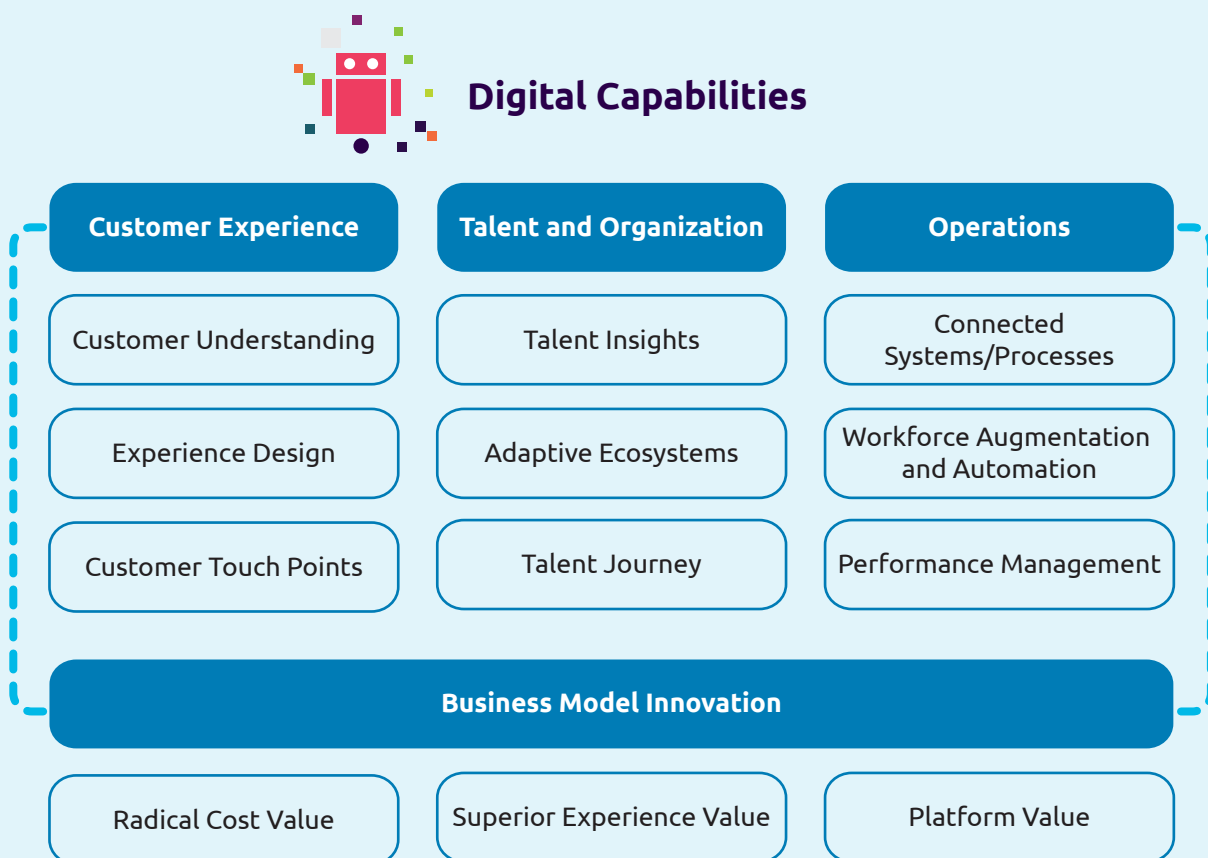 Digital Capabilities
Customer Experience
Talent and Organization
Operations
Customer Understanding
Talent Insights
Connected
Systems/Processes
Experience Design
Adaptive Ecosystems
Workforce Augmentation
and Automation
Customer Touch Points
Talent Journey
Performance Management
Business Model Innovation
Radical Cost Value
Superior Experience Value
Platform Value